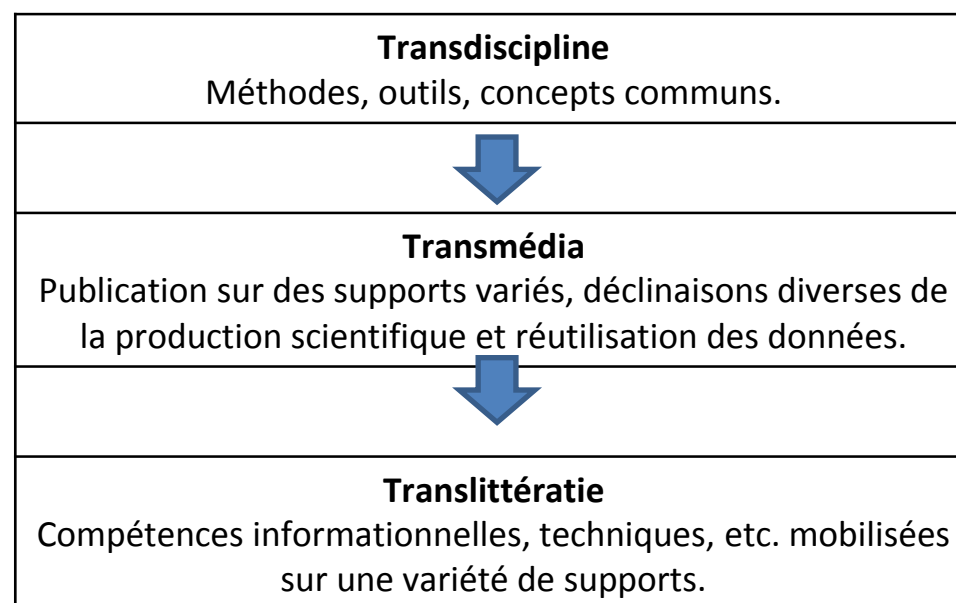 Transdiscipline
Méthodes, outils, concepts communs.
Transmédia
Publication sur des supports variés, déclinaisons diverses de
la production scientifique et réutilisation des données.
Translittératie
Compétences informationnelles, techniques, etc. mobilisées
sur une variété de supports.